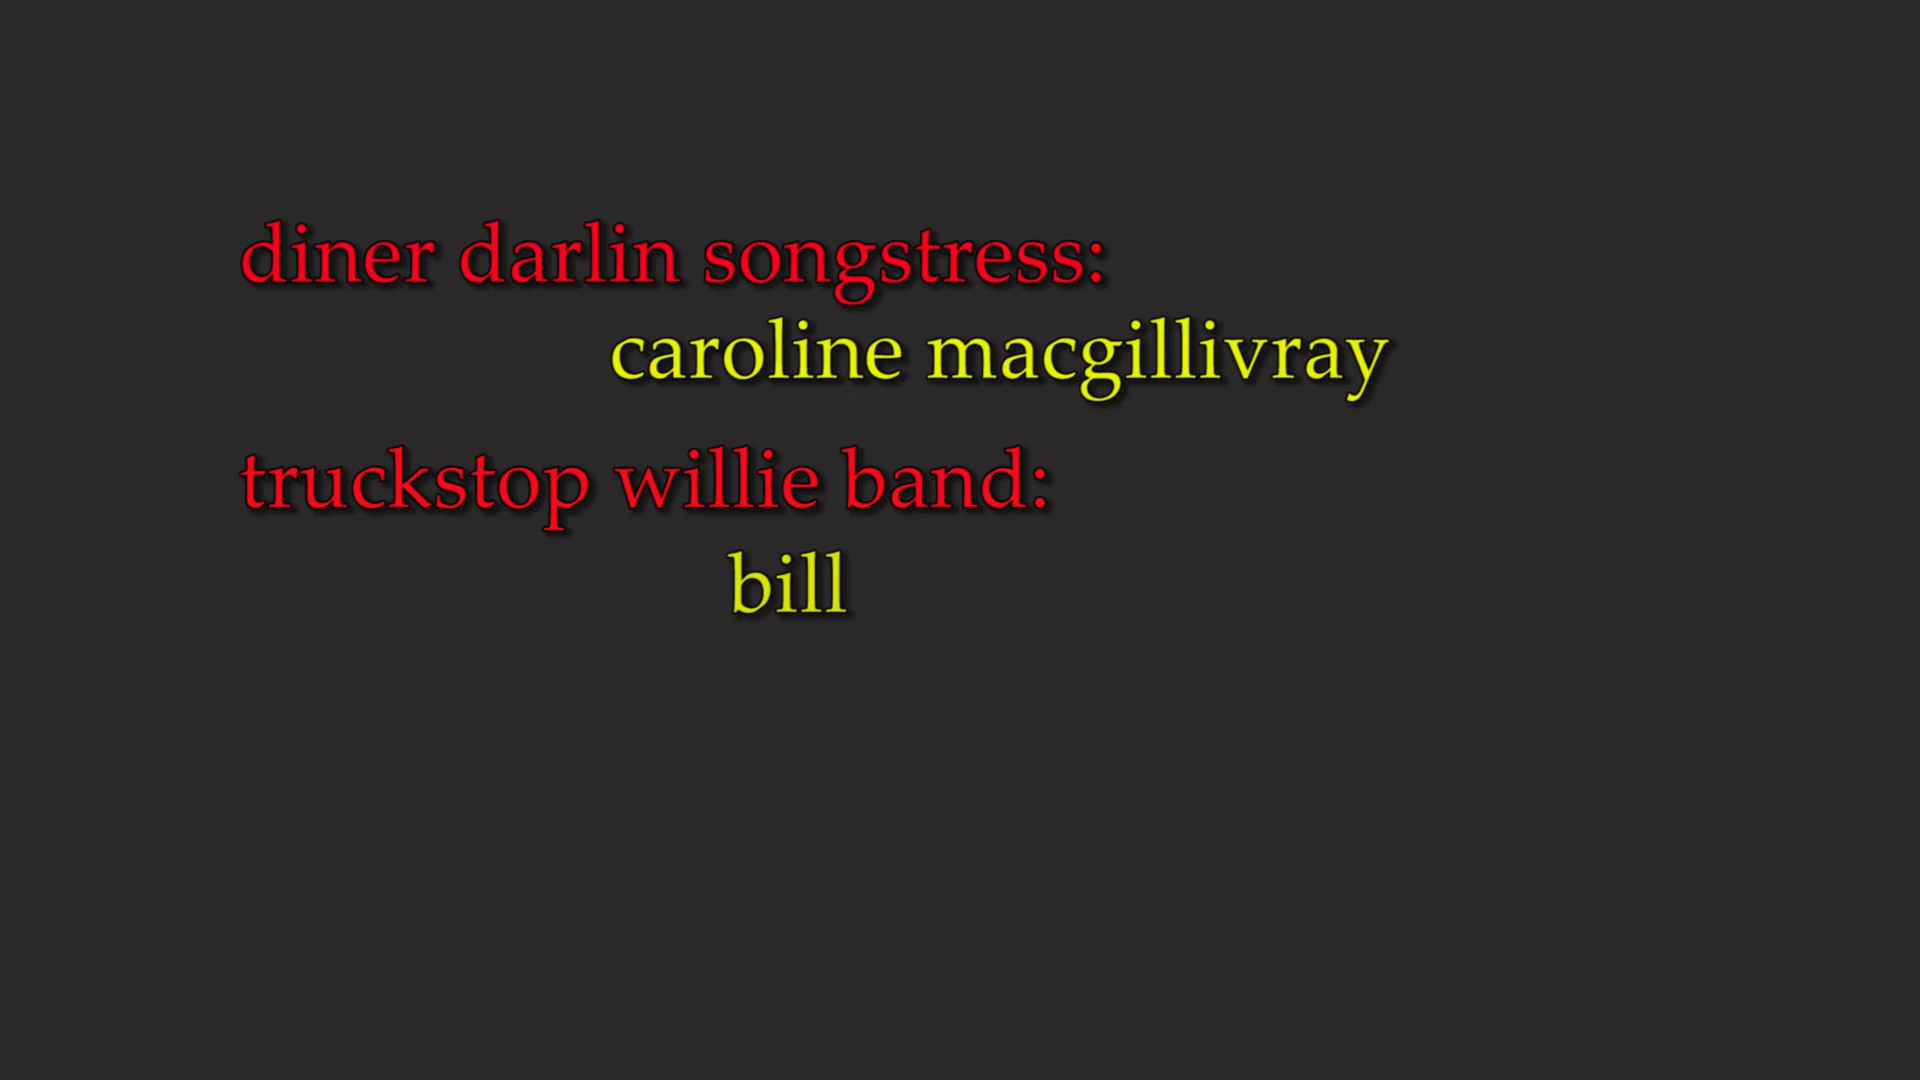 diner darlin songstress:
caroline macgillivray
truckstop willie band:
bill